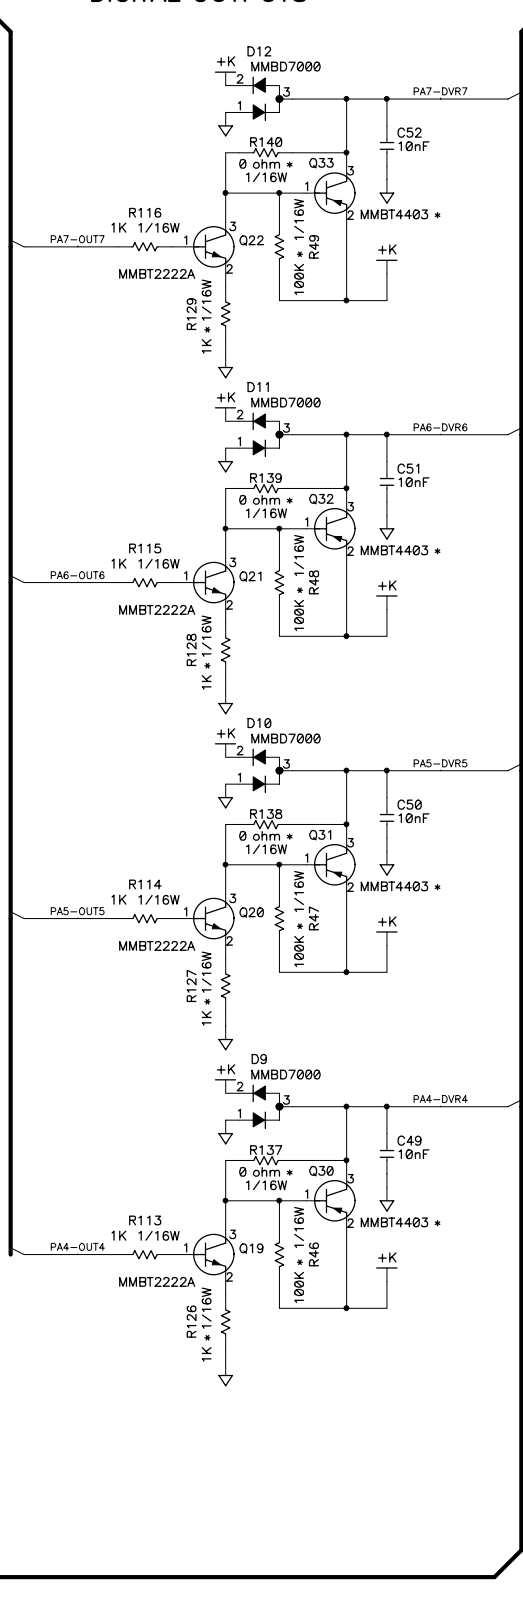 DIGITAL OUTPUTS
D12
+K
MMBD7000
2
3
PA7-DVR7
1
C52
10nF
R140
0 ohm *
1/16W
Q33
3
1
2
MMBT4403 *
R116
1K 1/16W
PA7-OUT7
1
3
Q22
2
MMBT2222A
100K * 1/16W
R49
+K
R129
1K * 1/16W
D11
+K
MMBD7000
2
3
PA6-DVR6
1
C51
10nF
R139
0 ohm *
1/16W
Q32
3
1
2
MMBT4403 *
R115
1K 1/16W
PA6-OUT6
1
3
Q21
2
MMBT2222A
100K * 1/16W
R48
+K
R128
1K * 1/16W
D10
+K
MMBD7000
2
3
PA5-DVR5
1
C50
10nF
R138
0 ohm *
1/16W
Q31
3
1
2
MMBT4403 *
R114
1K 1/16W
PA5-OUT5
1
3
Q20
2
MMBT2222A
100K * 1/16W
R47
+K
R127
1K * 1/16W
D9
+K
MMBD7000
2
3
PA4-DVR4
1
C49
10nF
R137
0 ohm *
1/16W
Q30
3
1
2
MMBT4403 *
R113
1K 1/16W
PA4-OUT4
1
3
Q19
2
MMBT2222A
100K * 1/16W
R46
+K
R126
1K * 1/16W